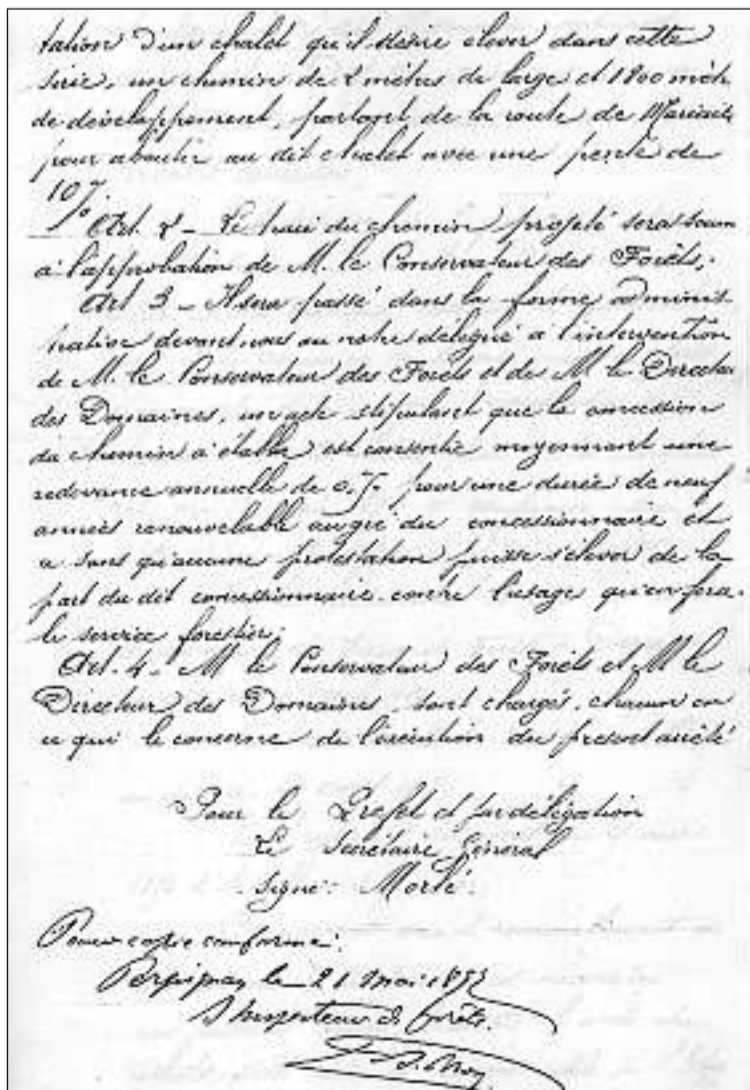 tation d'un chalet qu'il désire élever dans cette
série, un chemin de 2 mètres de large et 1800 mèt.
de développement, partant de la route de
pour aboutir au dit chalet avec une pente de
10 %
Art. 2 - Le tracé du chemin projeté sera soum
à l'approbation de M. le Conservateur des Forêts.
Art 3 - Il sera passé dans la forme adminis-
trative devant nous ou notre délégué à l'intervention
de M. le Conservateur des Forêts et de M le Directeur
des Domaines, un acte stipulant que la concession
du chemin à établir est consentie moyennant une
redevance annuelle de pour une durée de neuf
années renouvelable au gré du concessionnaire et
sans qu'aucune protestation puisse s'élever de la
part du dit concessionnaire contre l'usage qu'en fera
le service forestier;
Art. 4 - M le Conservateur des Forêts et M le
Directeur des Domaines sont chargés, chacun en
ce qui le concerne de l'exécution du présent arrêté
Pour le Préfet et par délégation
Le Secrétaire Général
Signé:
Pour copie conforme:
Perpignan le 21 Mai
L'Inspecteur d. Forêts.